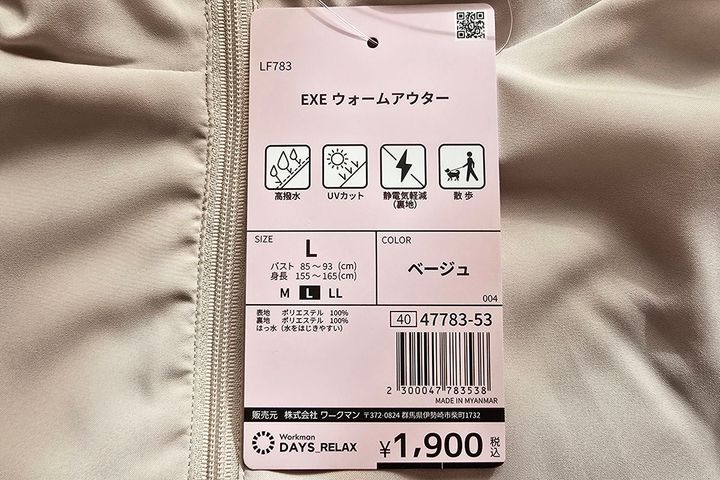 LF783
EXE ウォームアウター
高撥水 UVカット 静電気軽減 散歩
(裏地)
SIZE
L
バスト 85～93 (cm)
身長 155～165(cm)
M L LL
COLOR
ベージュ
004
表地 ポリエステル 100%
裏地 ポリエステル 100%
はっ水 (水をはじきやすい)
40 47783-53
2 300047 783538
MADE IN MYANMAR
販売元 株式会社 ワークマン 〒372-0824 群馬県伊勢崎市柴町1732
Workman
DAYS_RELAX
¥1,900 税込